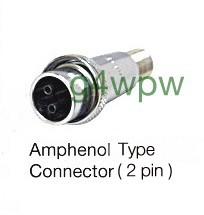 g4wpw
Amphenol Type
Connector ( 2 pin )